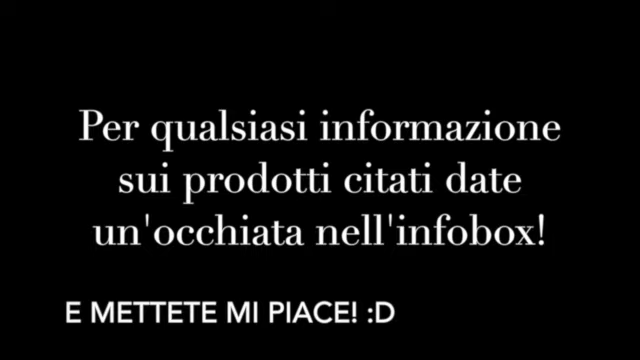 Per qualsiasi informazione
sui prodotti citati date
un'occhiata nell'infobox!
E METTETE MI PIACE! :D